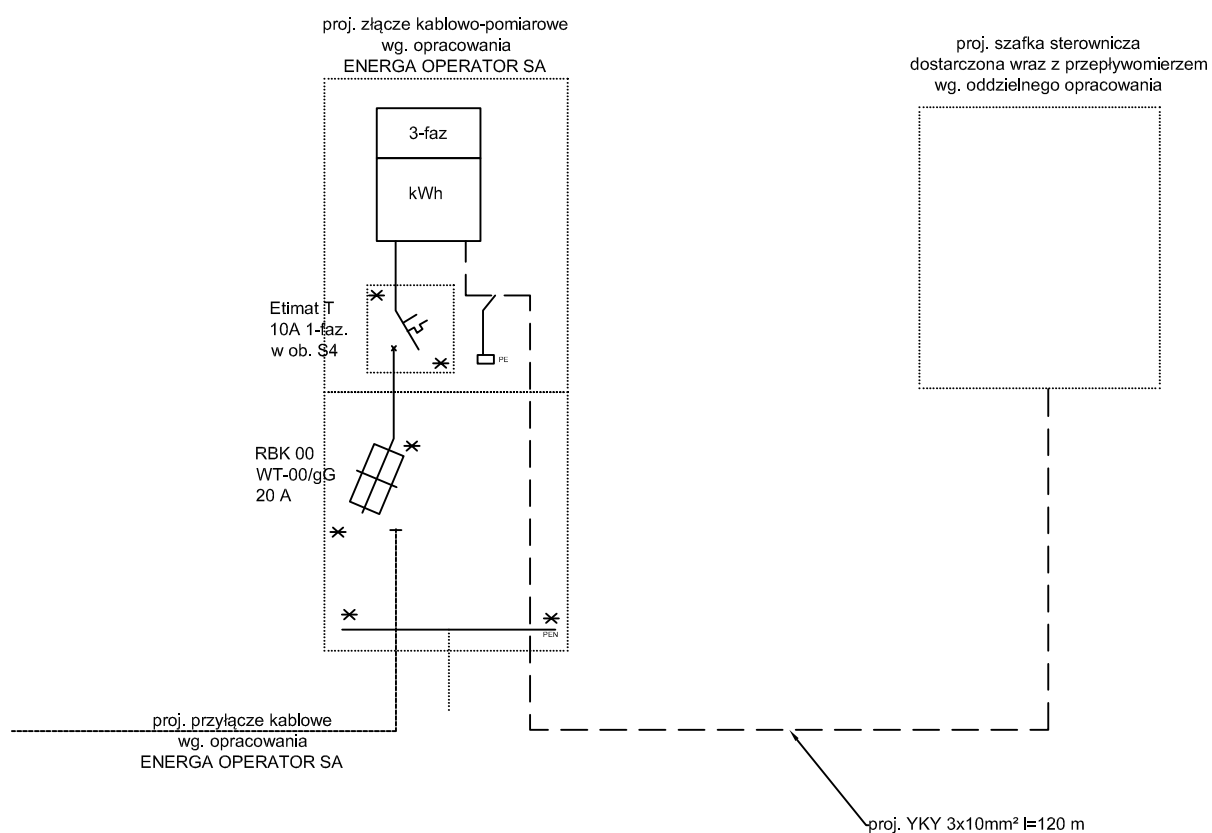 proj. złącze kablowo-pomiarowe
wg. opracowania
ENERGA OPERATOR SA
proj. szafka sterownicza
dostarczona wraz z przepływomierzem
wg. oddzielnego opracowania
3-faz
kWh
Etimat T
10A 1-faz.
w ob. S4
PE
RBK 00
WT-00/gG
20 A
PEN
proj. przyłącze kablowe
wg. opracowania
ENERGA OPERATOR SA
proj. YKY 3x10mm² l=120 m